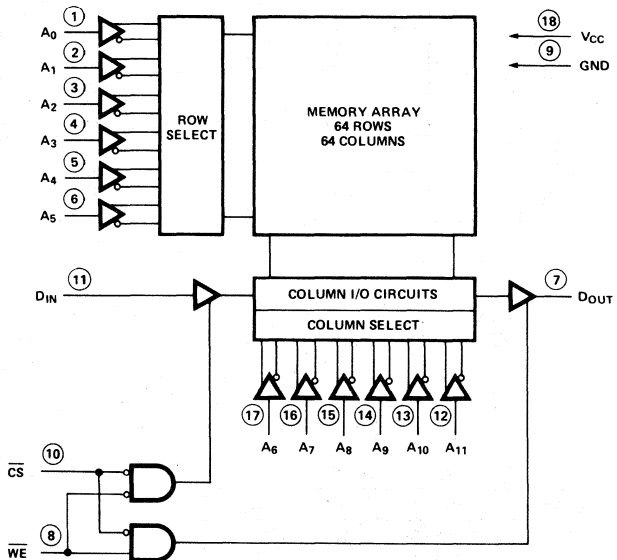 1
A0
2
A1
3
A2
4
A3
5
A4
6
A5
ROW
SELECT
MEMORY ARRAY
64 ROWS
64 COLUMNS
18
VCC
9
GND
11
DIN
COLUMN I/O CIRCUITS
COLUMN SELECT
7
DOUT
17 16 15 14 13 12
A6 A7 A8 A9 A10 A11
10
CS
8
WE